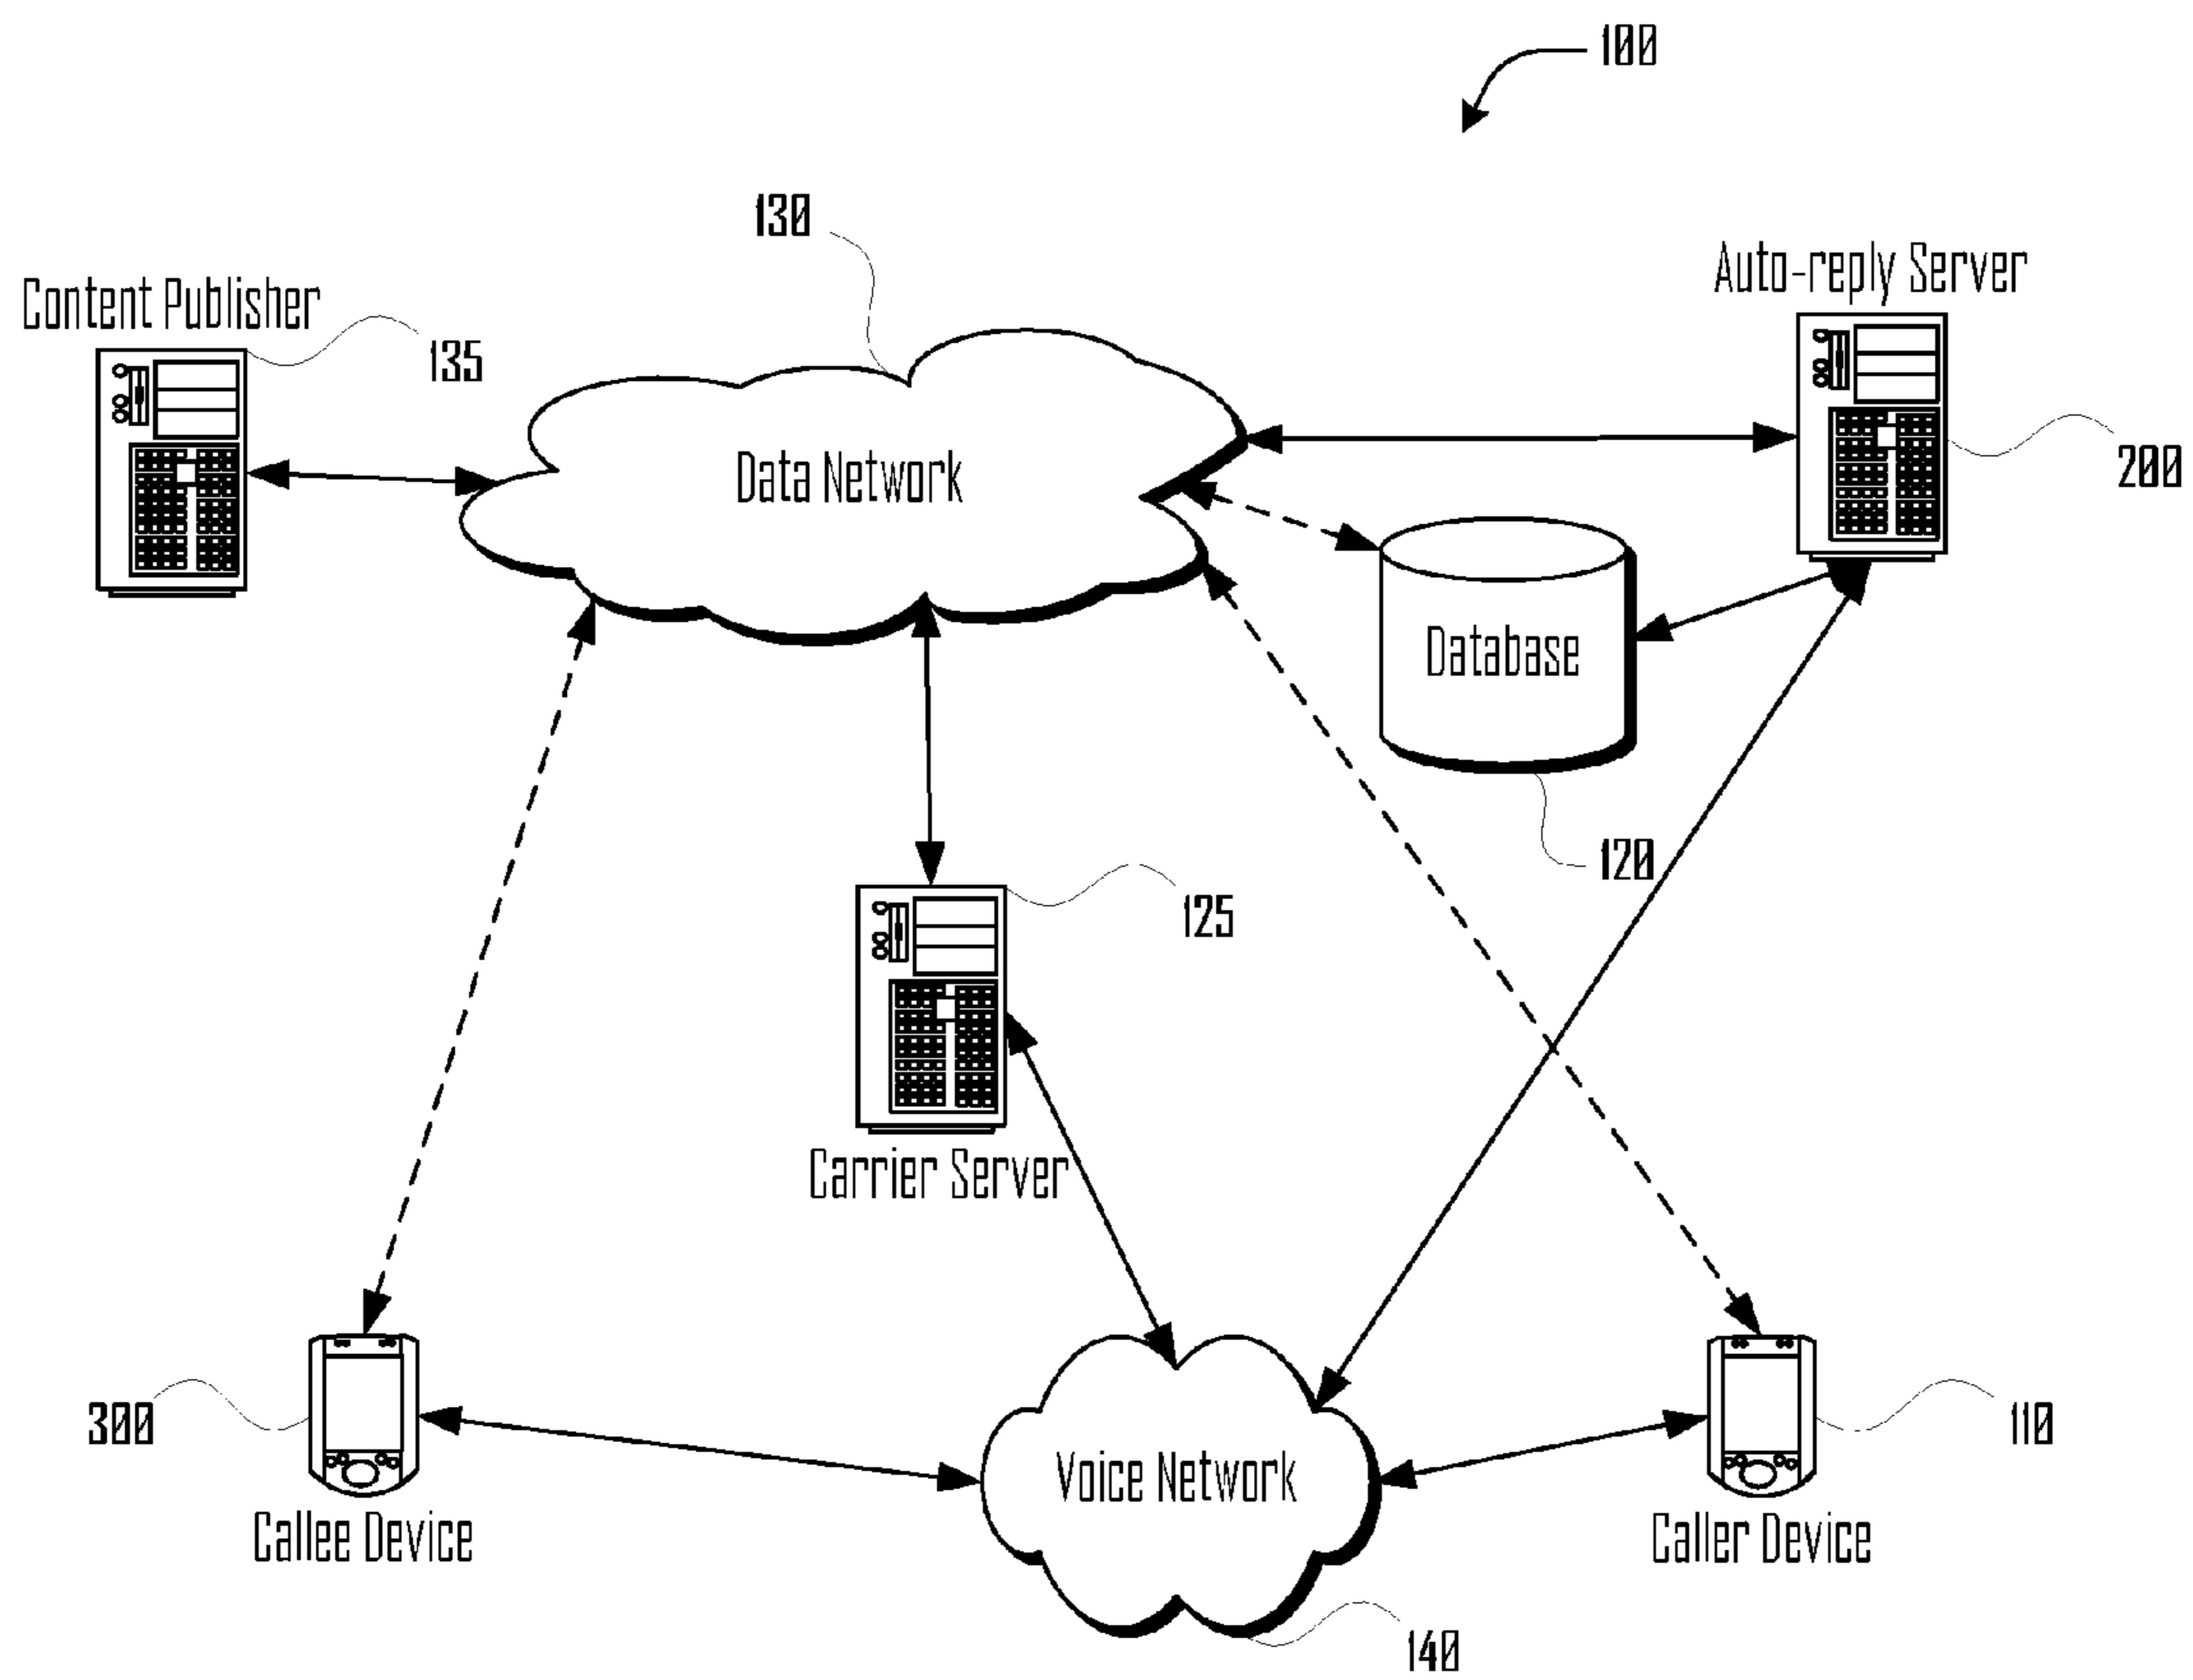 100
130
Auto-reply Server
Content Publisher
135
Data Network
200
Database
120
125
Carrier Server
300
110
Voice Network
Callee Device
Caller Device
140